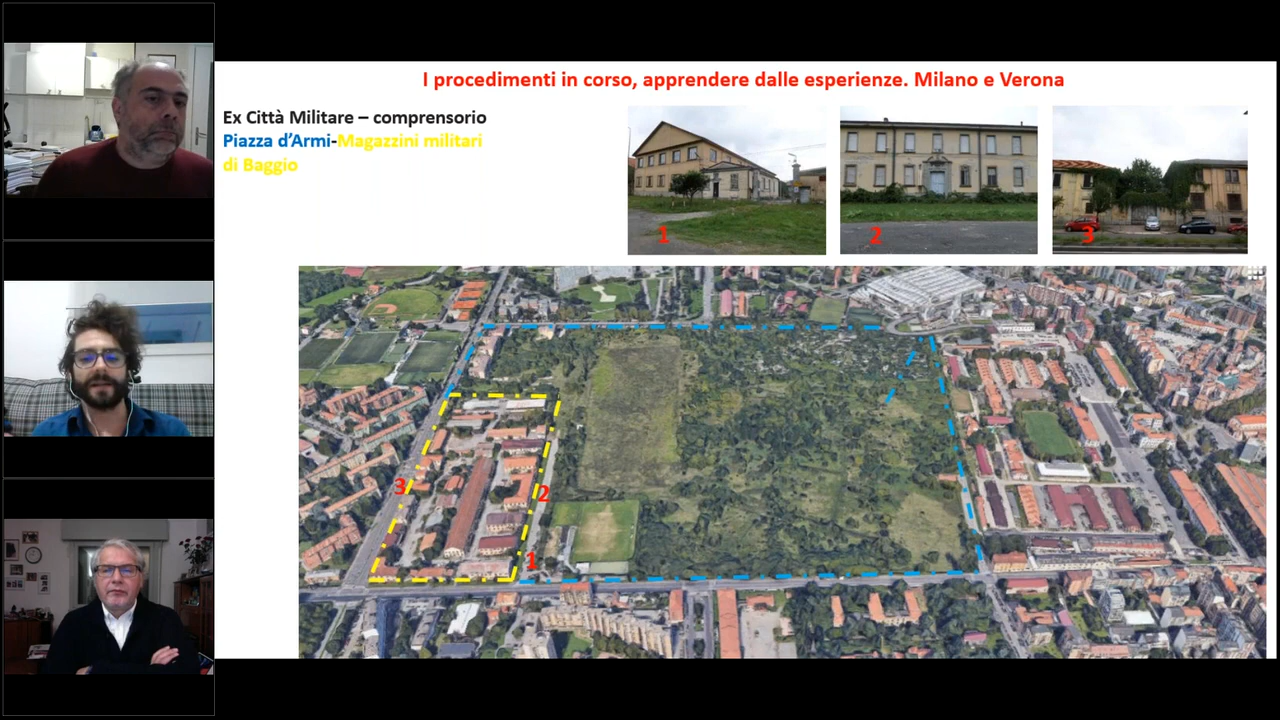 I procedimenti in corso, apprendere dalle esperienze. Milano e Verona
Ex Città Militare – comprensorio
Piazza d'Armi-Magazzini militari
di Baggio
1
2
3
3
2
1